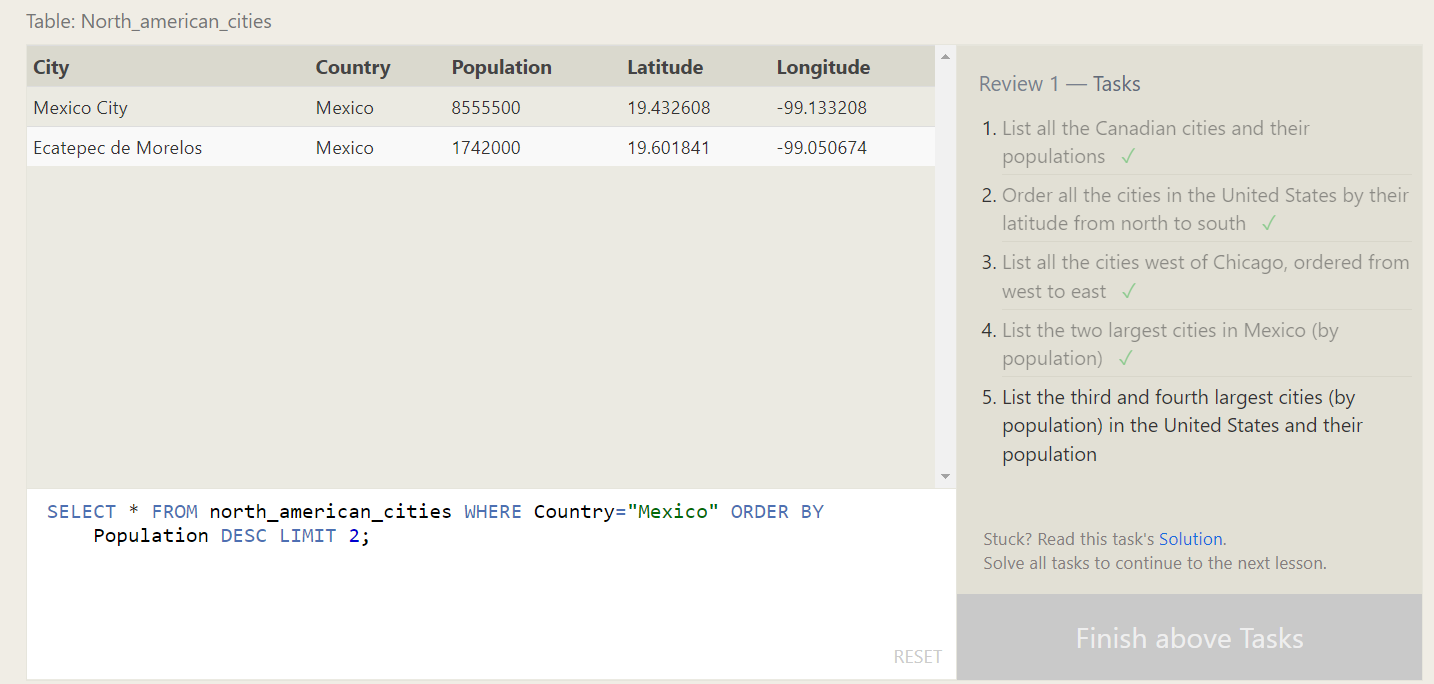 Table: North_american_cities
City Country Population Latitude Longitude
Mexico City Mexico 8555500 19.432608 -99.133208
Ecatepec de Morelos Mexico 1742000 19.601841 -99.050674
SELECT * FROM north_american_cities WHERE Country="Mexico" ORDER BY
Population DESC LIMIT 2;
RESET
Review 1 — Tasks
1. List all the Canadian cities and their
populations ✓
2. Order all the cities in the United States by their
latitude from north to south ✓
3. List all the cities west of Chicago, ordered from
west to east ✓
4. List the two largest cities in Mexico (by
population) ✓
5. List the third and fourth largest cities (by
population) in the United States and their
population
Stuck? Read this task's Solution.
Solve all tasks to continue to the next lesson.
Finish above Tasks